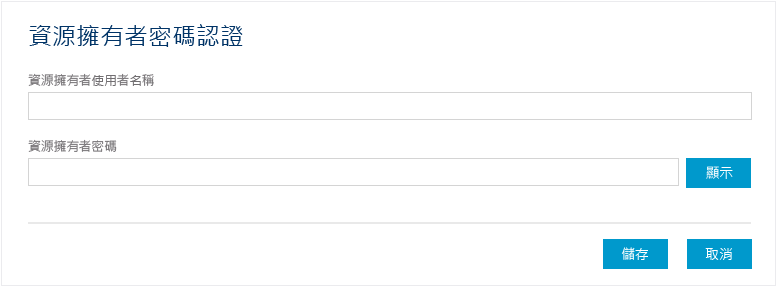 資源擁有者密碼認證
資源擁有者使用者名稱
資源擁有者密碼
顯示
儲存
取消